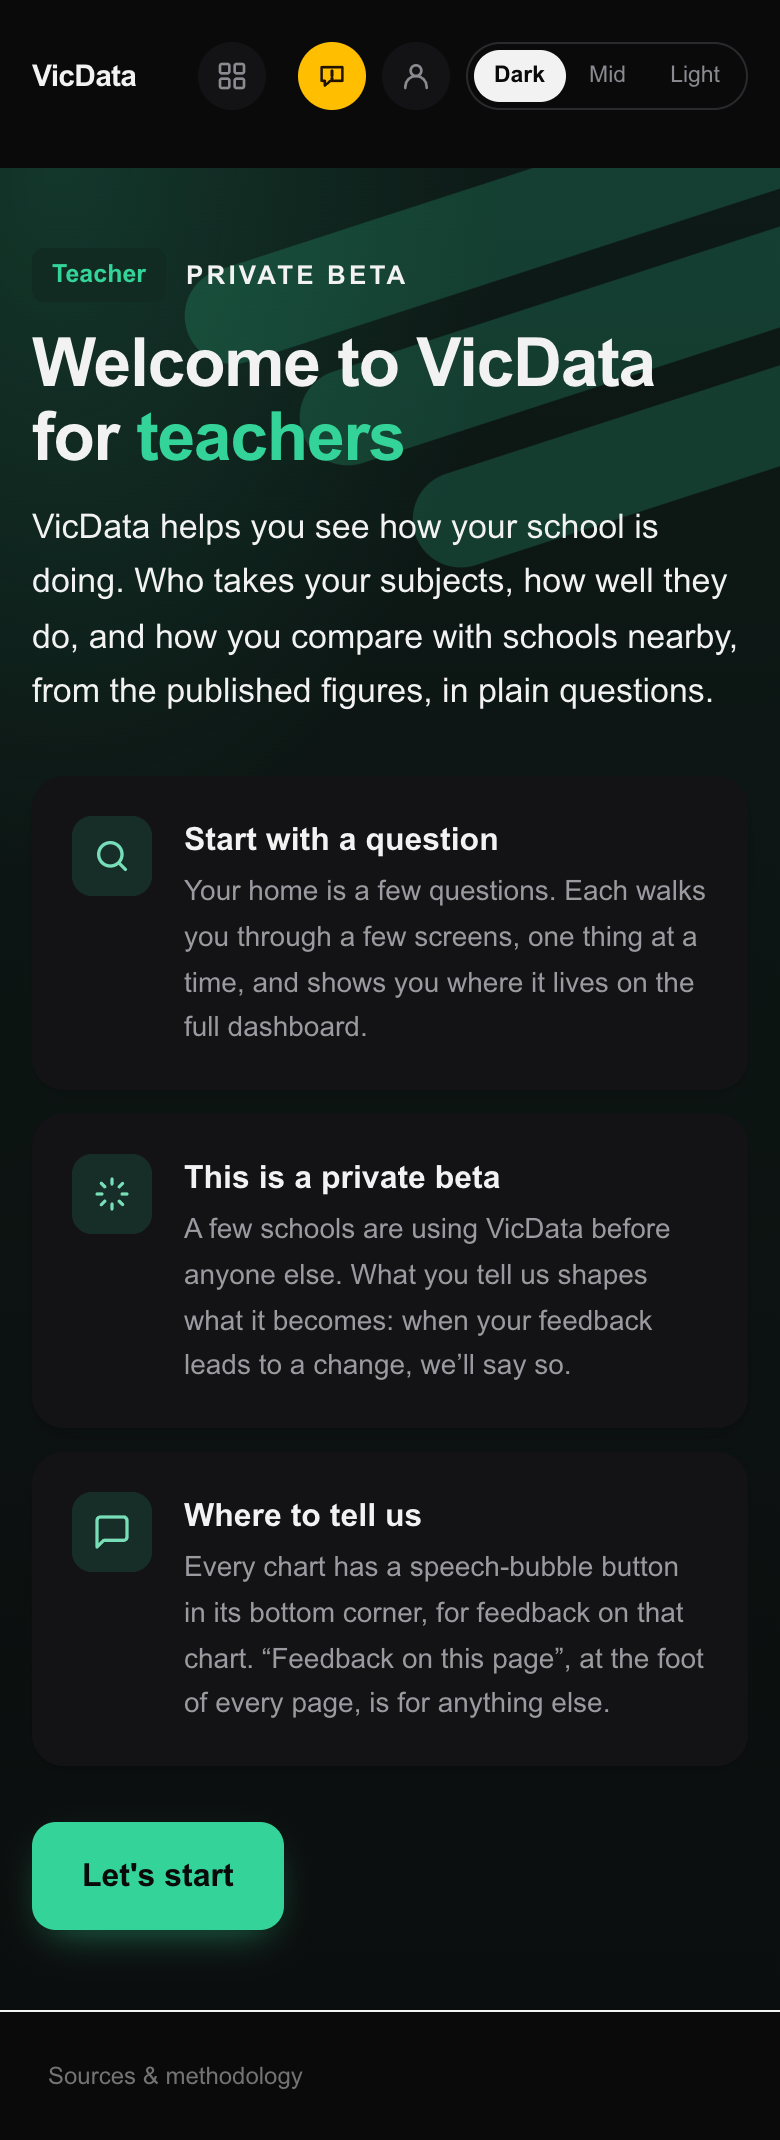 VicData
Dark Mid Light
Teacher PRIVATE BETA
Welcome to VicData
for teachers
VicData helps you see how your school is
doing. Who takes your subjects, how well they
do, and how you compare with schools nearby,
from the published figures, in plain questions.
Start with a question
Your home is a few questions. Each walks
you through a few screens, one thing at a
time, and shows you where it lives on the
full dashboard.
This is a private beta
A few schools are using VicData before
anyone else. What you tell us shapes
what it becomes: when your feedback
leads to a change, we’ll say so.
Where to tell us
Every chart has a speech-bubble button
in its bottom corner, for feedback on that
chart. “Feedback on this page”, at the foot
of every page, is for anything else.
Let's start
Sources & methodology